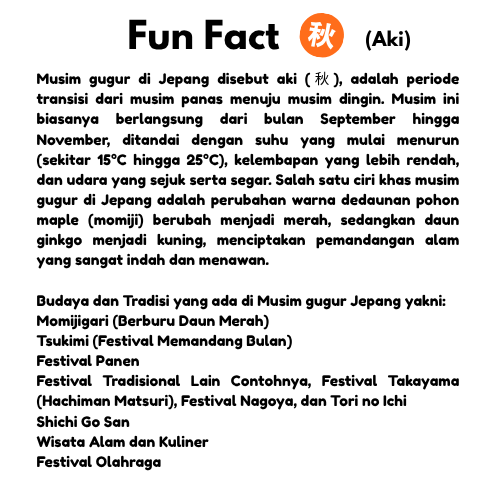 Fun Fact 秋 (Aki)
Musim gugur di Jepang disebut aki (秋), adalah periode
transisi dari musim panas menuju musim dingin. Musim ini
biasanya berlangsung dari bulan September hingga
November, ditandai dengan suhu yang mulai menurun
(sekitar 15°C hingga 25°C), kelembapan yang lebih rendah,
dan udara yang sejuk serta segar. Salah satu ciri khas musim
gugur di Jepang adalah perubahan warna dedaunan pohon
maple (momiji) berubah menjadi merah, sedangkan daun
ginkgo menjadi kuning, menciptakan pemandangan alam
yang sangat indah dan menawan.
Budaya dan Tradisi yang ada di Musim gugur Jepang yakni:
Momijigari (Berburu Daun Merah)
Tsukimi (Festival Memandang Bulan)
Festival Panen
Festival Tradisional Lain Contohnya, Festival Takayama
(Hachiman Matsuri), Festival Nagoya, dan Tori no Ichi
Shichi Go San
Wisata Alam dan Kuliner
Festival Olahraga